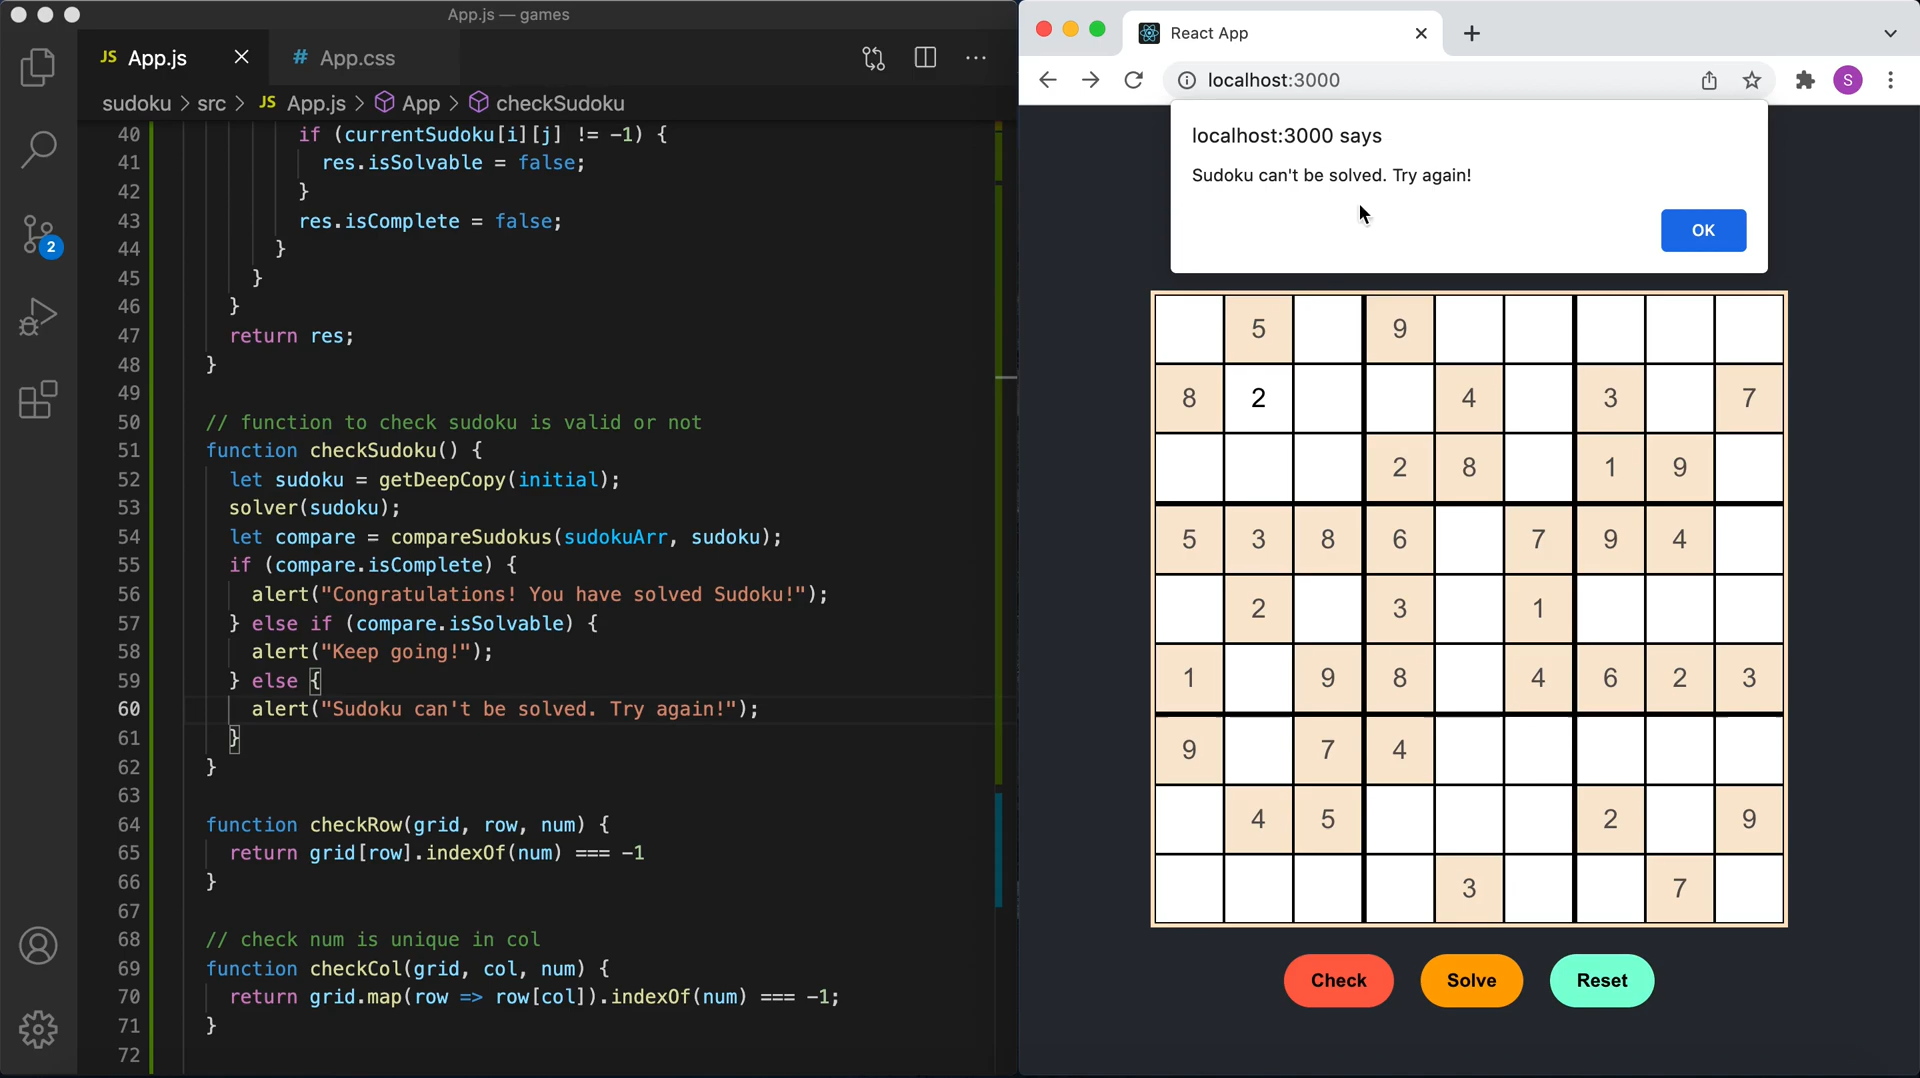 App.js — games
JS App.js
# App.css
sudoku > src > JS App.js > App > checkSudoku
2
40 if (currentSudoku[i][j] != -1) {
41 res.isSolvable = false;
42 }
43 res.isComplete = false;
44 }
45 }
46 }
47 return res;
48 }
49
50 // function to check sudoku is valid or not
51 function checkSudoku() {
52 let sudoku = getDeepCopy(initial);
53 solver(sudoku);
54 let compare = compareSudokus(sudokuArr, sudoku);
55 if (compare.isComplete) {
56 alert("Congratulations! You have solved Sudoku!");
57 } else if (compare.isSolvable) {
58 alert("Keep going!");
59 } else {
60 alert("Sudoku can't be solved. Try again!");
61 }
62 }
63
64 function checkRow(grid, row, num) {
65 return grid[row].indexOf(num) === -1
66 }
67
68 // check num is unique in col
69 function checkCol(grid, col, num) {
70 return grid.map(row => row[col]).indexOf(num) === -1;
71 }
72
React App
localhost:3000
S
localhost:3000 says
Sudoku can't be solved. Try again!
OK
5 9
8 2 4 3 7
2 8 1 9
5 3 8 6 7 9 4
2 3 1
1 9 8 4 6 2 3
9 7 4
4 5 2 9
3 7
Check
Solve
Reset